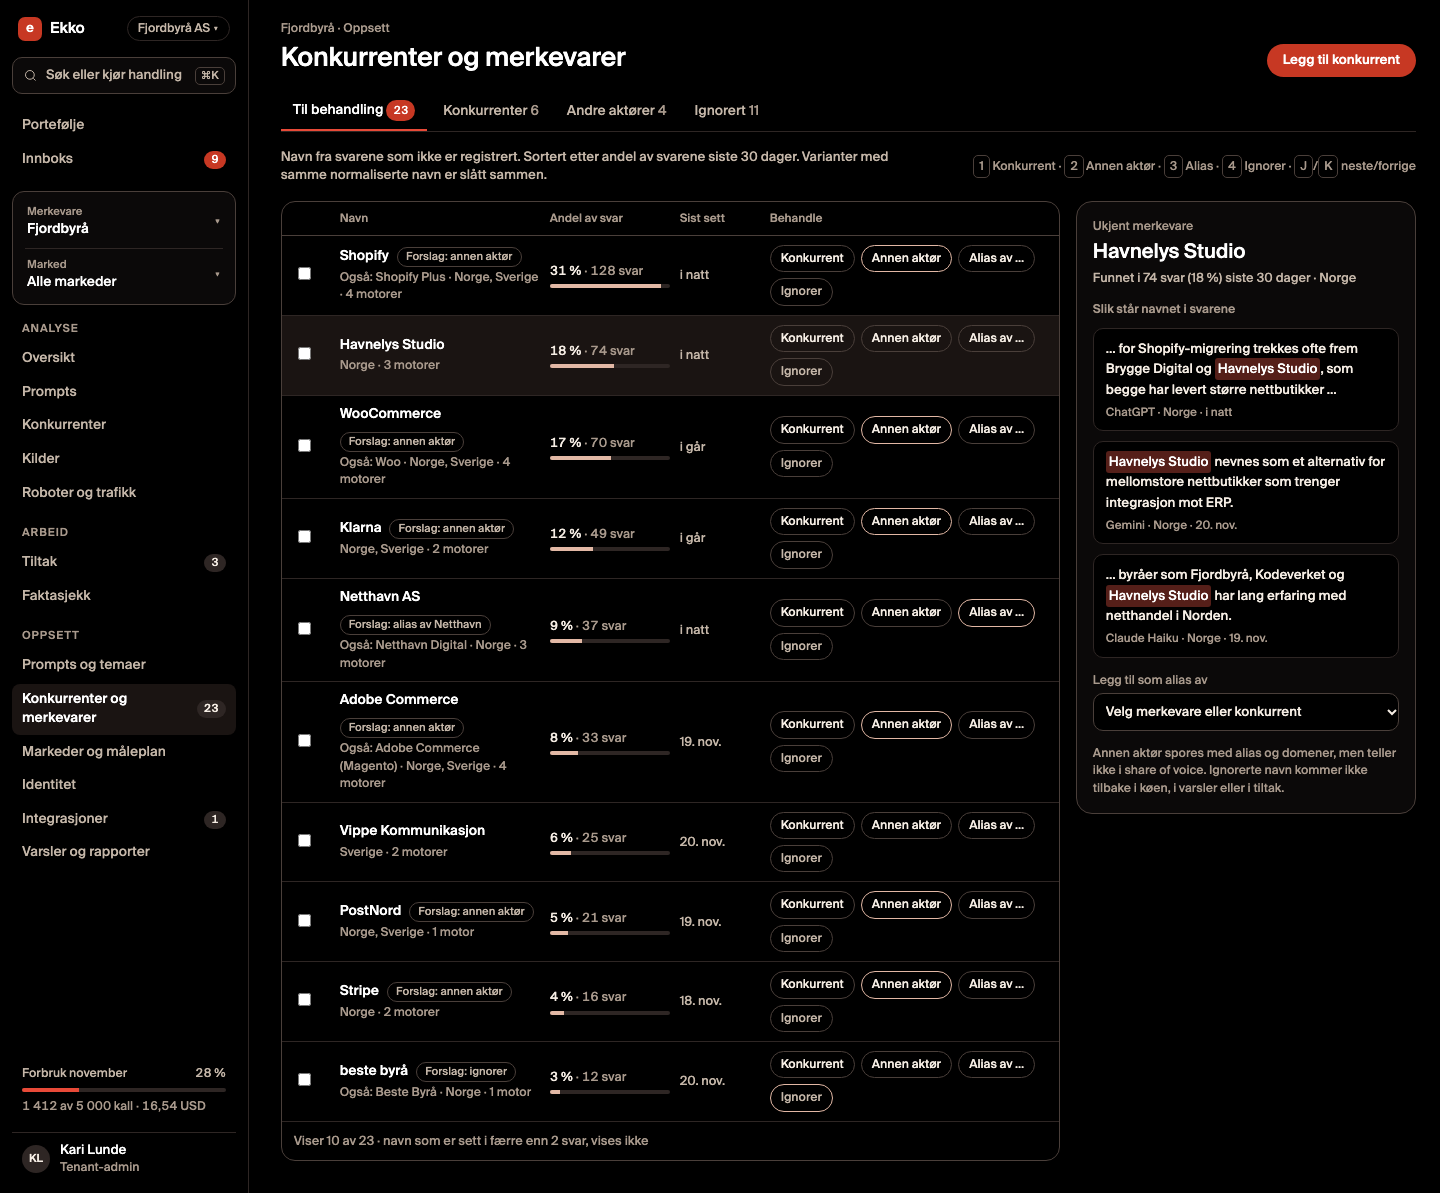 e Ekko
Fjordbyrå AS
Søk eller kjør handling ⌘K
Portefølje
Innboks 9
Merkevare
Fjordbyrå
Marked
Alle markeder
ANALYSE
Oversikt
Prompts
Konkurrenter
Kilder
Roboter og trafikk
ARBEID
Tiltak 3
Faktasjekk
OPPSETT
Prompts og temaer
Konkurrenter og
merkevarer 23
Markeder og måleplan
Identitet
Integrasjoner 1
Varsler og rapporter
Forbruk november 28 %
1 412 av 5 000 kall · 16,54 USD
KL Kari Lunde
Tenant-admin
Fjordbyrå · Oppsett
Konkurrenter og merkevarer
Legg til konkurrent
Til behandling 23 Konkurrenter 6 Andre aktører 4 Ignorert 11
Navn fra svarene som ikke er registrert. Sortert etter andel av svarene siste 30 dager. Varianter med
samme normaliserte navn er slått sammen.
1 Konkurrent · 2 Annen aktør · 3 Alias · 4 Ignorer · J / K neste/forrige
Navn Andel av svar Sist sett Behandle
Shopify Forslag: annen aktør
Også: Shopify Plus · Norge, Sverige
· 4 motorer
31 % · 128 svar
i natt
Konkurrent Annen aktør Alias av ...
Ignorer
Havnelys Studio
Norge · 3 motorer
18 % · 74 svar
i natt
Konkurrent Annen aktør Alias av ...
Ignorer
WooCommerce
Forslag: annen aktør
Også: Woo · Norge, Sverige · 4
motorer
17 % · 70 svar
i går
Konkurrent Annen aktør Alias av ...
Ignorer
Klarna Forslag: annen aktør
Norge, Sverige · 2 motorer
12 % · 49 svar
i går
Konkurrent Annen aktør Alias av ...
Ignorer
Netthavn AS
Forslag: alias av Netthavn
Også: Netthavn Digital · Norge · 3
motorer
9 % · 37 svar
i natt
Konkurrent Annen aktør Alias av ...
Ignorer
Adobe Commerce
Forslag: annen aktør
Også: Adobe Commerce
(Magento) · Norge, Sverige · 4
motorer
8 % · 33 svar
19. nov.
Konkurrent Annen aktør Alias av ...
Ignorer
Vippe Kommunikasjon
Sverige · 2 motorer
6 % · 25 svar
20. nov.
Konkurrent Annen aktør Alias av ...
Ignorer
PostNord Forslag: annen aktør
Norge, Sverige · 1 motor
5 % · 21 svar
19. nov.
Konkurrent Annen aktør Alias av ...
Ignorer
Stripe Forslag: annen aktør
Norge · 2 motorer
4 % · 16 svar
18. nov.
Konkurrent Annen aktør Alias av ...
Ignorer
beste byrå Forslag: ignorer
Også: Beste Byrå · Norge · 1 motor
3 % · 12 svar
20. nov.
Konkurrent Annen aktør Alias av ...
Ignorer
Viser 10 av 23 · navn som er sett i færre enn 2 svar, vises ikke
Ukjent merkevare
Havnelys Studio
Funnet i 74 svar (18 %) siste 30 dager · Norge
Slik står navnet i svarene
... for Shopify-migrering trekkes ofte frem
Brygge Digital og Havnelys Studio, som
begge har levert større nettbutikker ...
ChatGPT · Norge · i natt
Havnelys Studio nevnes som et alternativ for
mellomstore nettbutikker som trenger
integrasjon mot ERP.
Gemini · Norge · 20. nov.
... byråer som Fjordbyrå, Kodeverket og
Havnelys Studio har lang erfaring med
netthandel i Norden.
Claude Haiku · Norge · 19. nov.
Legg til som alias av
Velg merkevare eller konkurrent
Annen aktør spores med alias og domener, men teller
ikke i share of voice. Ignorerte navn kommer ikke
tilbake i køen, i varsler eller i tiltak.